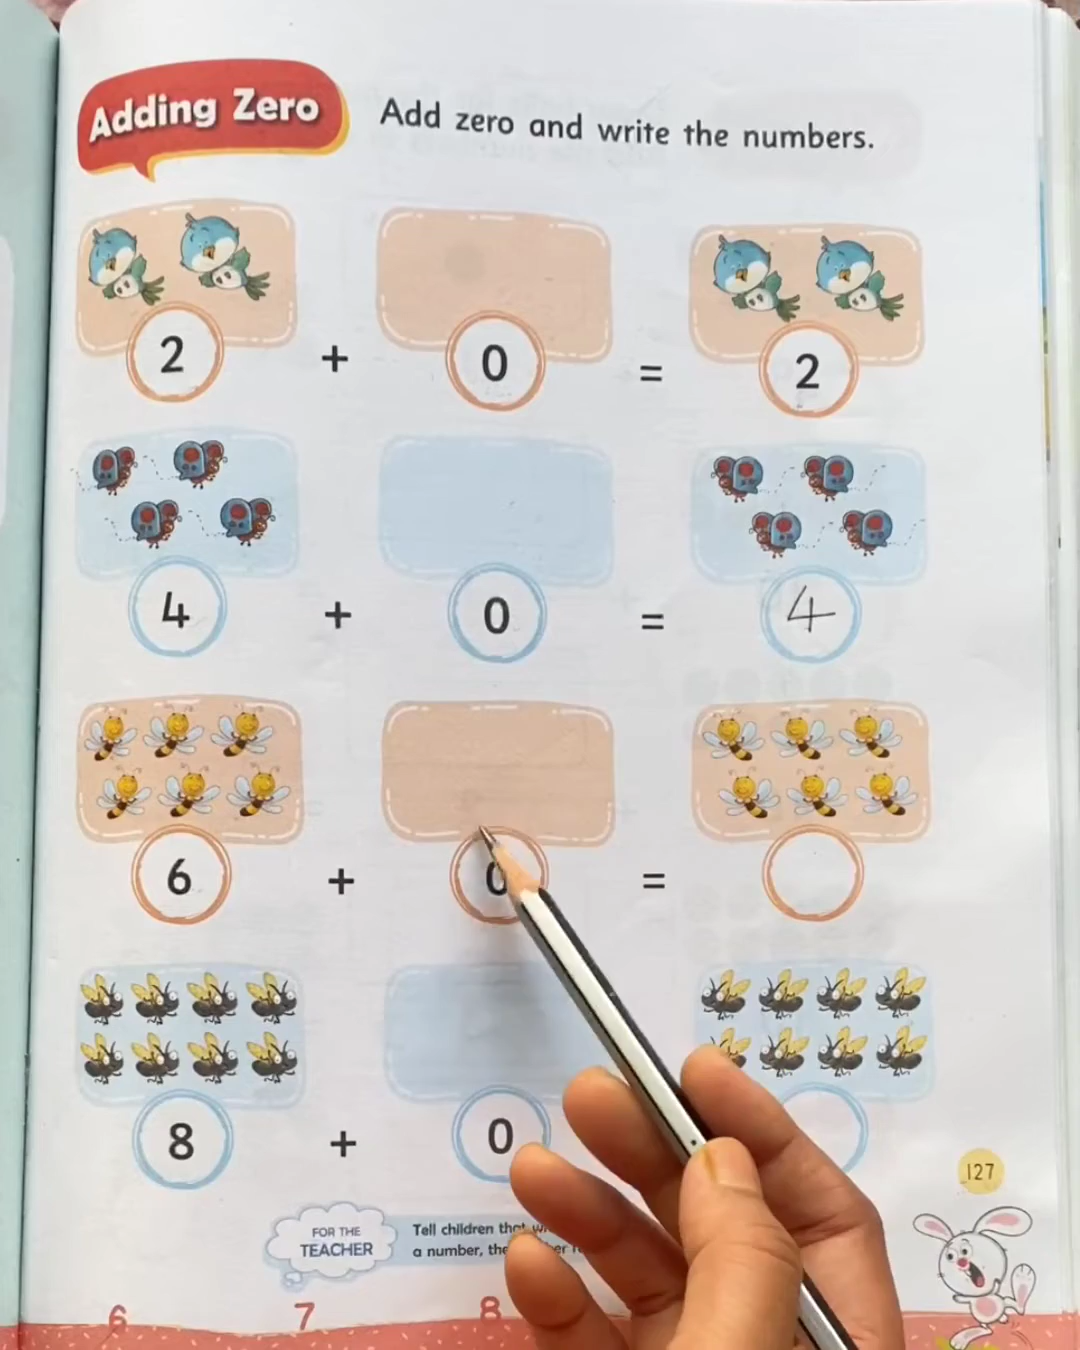 Adding Zero
Add zero and write the numbers.
2 + 0 = 2
4 + 0 = 4
6 + 0 =
8 + 0
127
FOR THE
TEACHER
Tell children that
a number, the
6 7 8